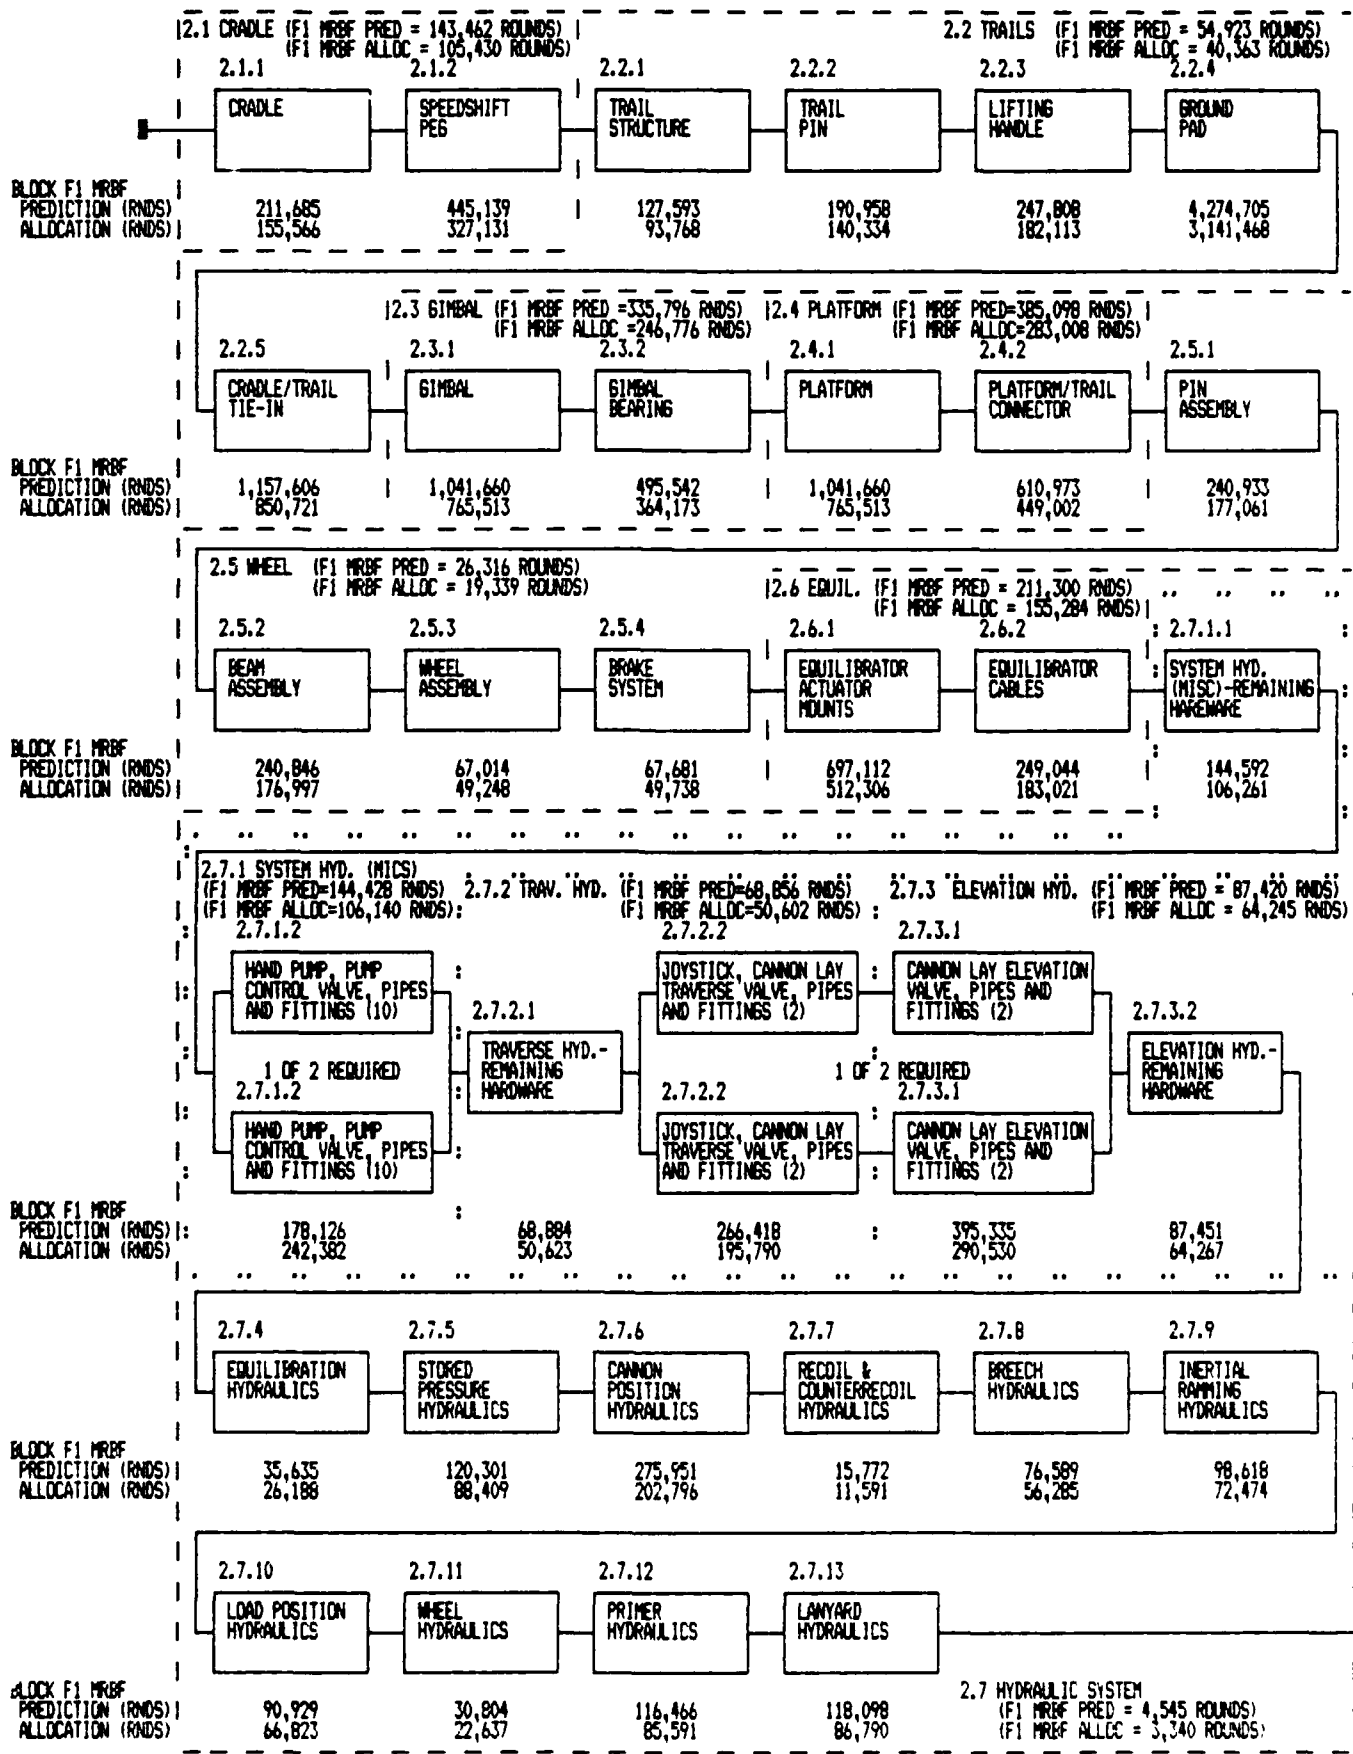 2.1 CRADLE (F1 MRBF PRED = 143,462 ROUNDS)
(F1 MRBF ALLOC = 105,430 ROUNDS)
2.2 TRAILS (F1 MRBF PRED = 54,923 ROUNDS)
(F1 MRBF ALLOC = 40,363 ROUNDS)
2.1.1 2.1.2 2.2.1 2.2.2 2.2.3 2.2.4
CRADLE
SPEEDSHIFT
PEG
TRAIL
STRUCTURE
TRAIL
PIN
LIFTING
HANDLE
GROUND
PAD
BLOCK F1 MRBF
PREDICTION (RNDS) 211,685 445,139 127,593 190,958 247,808 4,274,705
ALLOCATION (RNDS) 155,566 327,131 93,768 140,334 182,113 3,141,468
2.3 GIMBAL (F1 MRBF PRED =335,796 RNDS)
(F1 MRBF ALLOC =246,776 RNDS)
2.4 PLATFORM (F1 MRBF PRED=385,098 RNDS)
(F1 MRBF ALLOC=283,008 RNDS)
2.2.5 2.3.1 2.3.2 2.4.1 2.4.2 2.5.1
CRADLE/TRAIL
TIE-IN
GIMBAL
GIMBAL
BEARING
PLATFORM
PLATFORM/TRAIL
CONNECTOR
PIN
ASSEMBLY
BLOCK F1 MRBF
PREDICTION (RNDS) 1,157,606 1,041,660 495,542 1,041,660 610,973 240,933
ALLOCATION (RNDS) 850,721 765,513 364,173 765,513 449,002 177,061
2.5 WHEEL (F1 MRBF PRED = 26,316 ROUNDS)
(F1 MRBF ALLOC = 19,339 ROUNDS)
2.6 EQUIL. (F1 MRBF PRED = 211,300 RNDS)
(F1 MRBF ALLOC = 155,284 RNDS)
2.5.2 2.5.3 2.5.4 2.6.1 2.6.2 2.7.1.1
BEAM
ASSEMBLY
WHEEL
ASSEMBLY
BRAKE
SYSTEM
EQUILIBRATOR
ACTUATOR
MOUNTS
EQUILIBRATOR
CABLES
SYSTEM HYD.
(MISC)-REMAINING
HAREWARE
BLOCK F1 MRBF
PREDICTION (RNDS) 240,846 67,014 67,681 697,112 249,044 144,592
ALLOCATION (RNDS) 176,997 49,248 49,738 512,306 183,021 106,261
2.7.1 SYSTEM HYD. (MICS)
(F1 MRBF PRED=144,428 RNDS)
(F1 MRBF ALLOC=106,140 RNDS)
2.7.2 TRAV. HYD. (F1 MRBF PRED=68,856 RNDS)
(F1 MRBF ALLOC=50,602 RNDS)
2.7.3 ELEVATION HYD. (F1 MRBF PRED = 87,420 RNDS)
(F1 MRBF ALLOC = 64,245 RNDS)
2.7.1.2 2.7.2.2 2.7.3.1
HAND PUMP, PUMP
CONTROL VALVE, PIPES
AND FITTINGS (10)
JOYSTICK, CANNON LAY
TRAVERSE VALVE, PIPES
AND FITTINGS (2)
CANNON LAY ELEVATION
VALVE, PIPES AND
FITTINGS (2)
2.7.2.1 2.7.3.2
TRAVERSE HYD.-
REMAINING
HARDWARE
ELEVATION HYD.-
REMAINING
HARDWARE
1 OF 2 REQUIRED 1 OF 2 REQUIRED
2.7.1.2 2.7.2.2 2.7.3.1
HAND PUMP, PUMP
CONTROL VALVE, PIPES
AND FITTINGS (10)
JOYSTICK, CANNON LAY
TRAVERSE VALVE, PIPES
AND FITTINGS (2)
CANNON LAY ELEVATION
VALVE, PIPES AND
FITTINGS (2)
BLOCK F1 MRBF
PREDICTION (RNDS) 178,126 68,884 266,418 395,335 87,451
ALLOCATION (RNDS) 242,382 50,623 195,790 290,530 64,267
2.7.4 2.7.5 2.7.6 2.7.7 2.7.8 2.7.9
EQUILIBRATION
HYDRAULICS
STORED
PRESSURE
HYDRAULICS
CANNON
POSITION
HYDRAULICS
RECOIL &
COUNTERRECOIL
HYDRAULICS
BREECH
HYDRAULICS
INERTIAL
RAMMING
HYDRAULICS
BLOCK F1 MRBF
PREDICTION (RNDS) 35,635 120,301 275,951 15,772 76,589 98,618
ALLOCATION (RNDS) 26,188 88,409 202,796 11,591 56,285 72,474
2.7.10 2.7.11 2.7.12 2.7.13
LOAD POSITION
HYDRAULICS
WHEEL
HYDRAULICS
PRIMER
HYDRAULICS
LANYARD
HYDRAULICS
BLOCK F1 MRBF
PREDICTION (RNDS) 90,929 30,804 116,466 118,098
ALLOCATION (RNDS) 66,823 22,637 85,591 86,790
2.7 HYDRAULIC SYSTEM
(F1 MRBF PRED = 4,545 ROUNDS)
(F1 MRBF ALLOC = 3,340 ROUNDS)